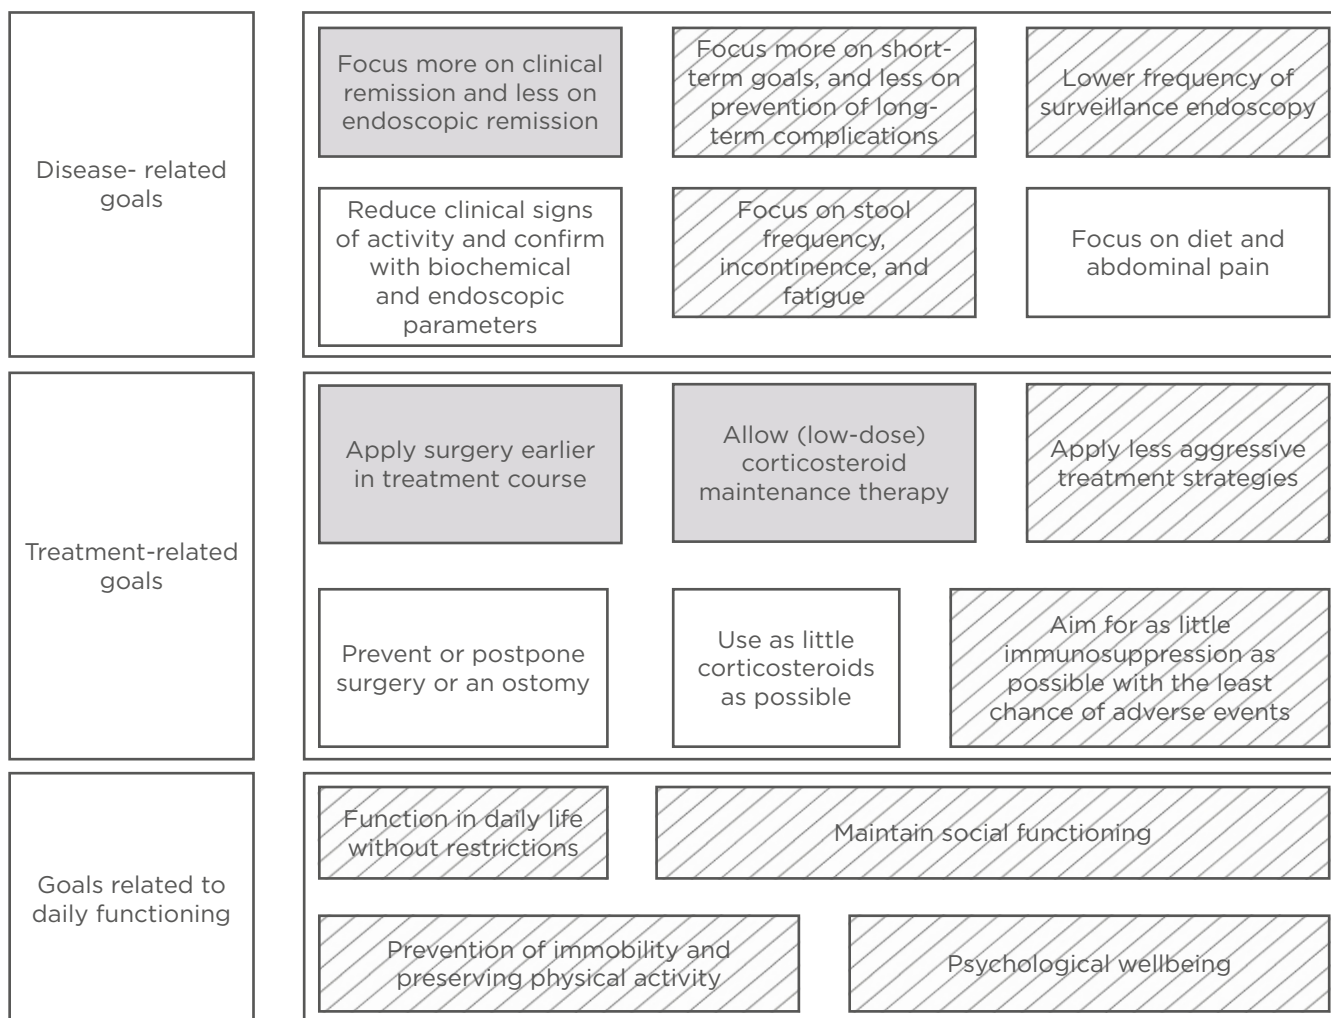 Disease- related
goals
Focus more on clinical
remission and less on
endoscopic remission
Focus more on short-
term goals, and less on
prevention of long-
term complications
Lower frequency of
surveillance endoscopy
Reduce clinical signs
of activity and confirm
with biochemical
and endoscopic
parameters
Focus on stool
frequency,
incontinence, and
fatigue
Focus on diet and
abdominal pain
Treatment-related
goals
Apply surgery earlier
in treatment course
Allow (low-dose)
corticosteroid
maintenance therapy
Apply less aggressive
treatment strategies
Prevent or postpone
surgery or an ostomy
Use as little
corticosteroids
as possible
Aim for as little
immunosuppression as
possible with the least
chance of adverse events
Goals related to
daily functioning
Function in daily life
without restrictions
Maintain social functioning
Prevention of immobility and
preserving physical activity
Psychological wellbeing